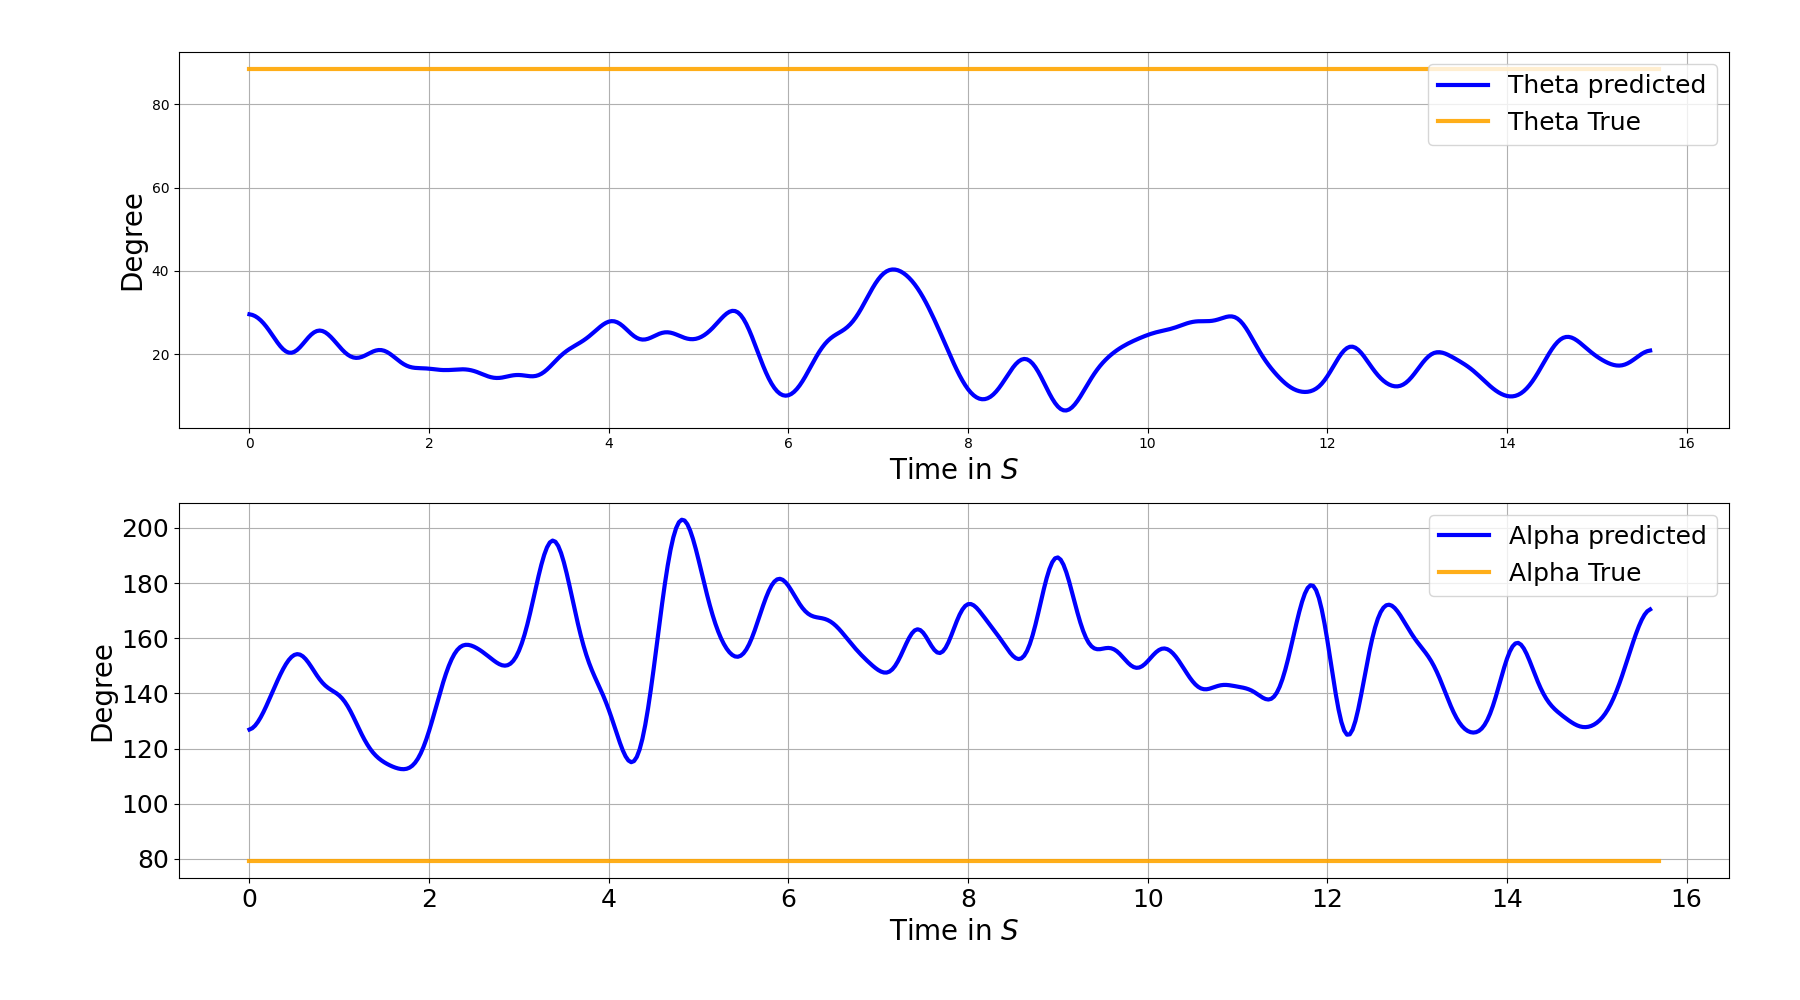 80
60
40
20
Degree
0 2 4 6 8 10 12 14 16
Time in S
Theta predicted
Theta True
200
180
160
140
120
100
80
Degree
0 2 4 6 8 10 12 14 16
Time in S
Alpha predicted
Alpha True